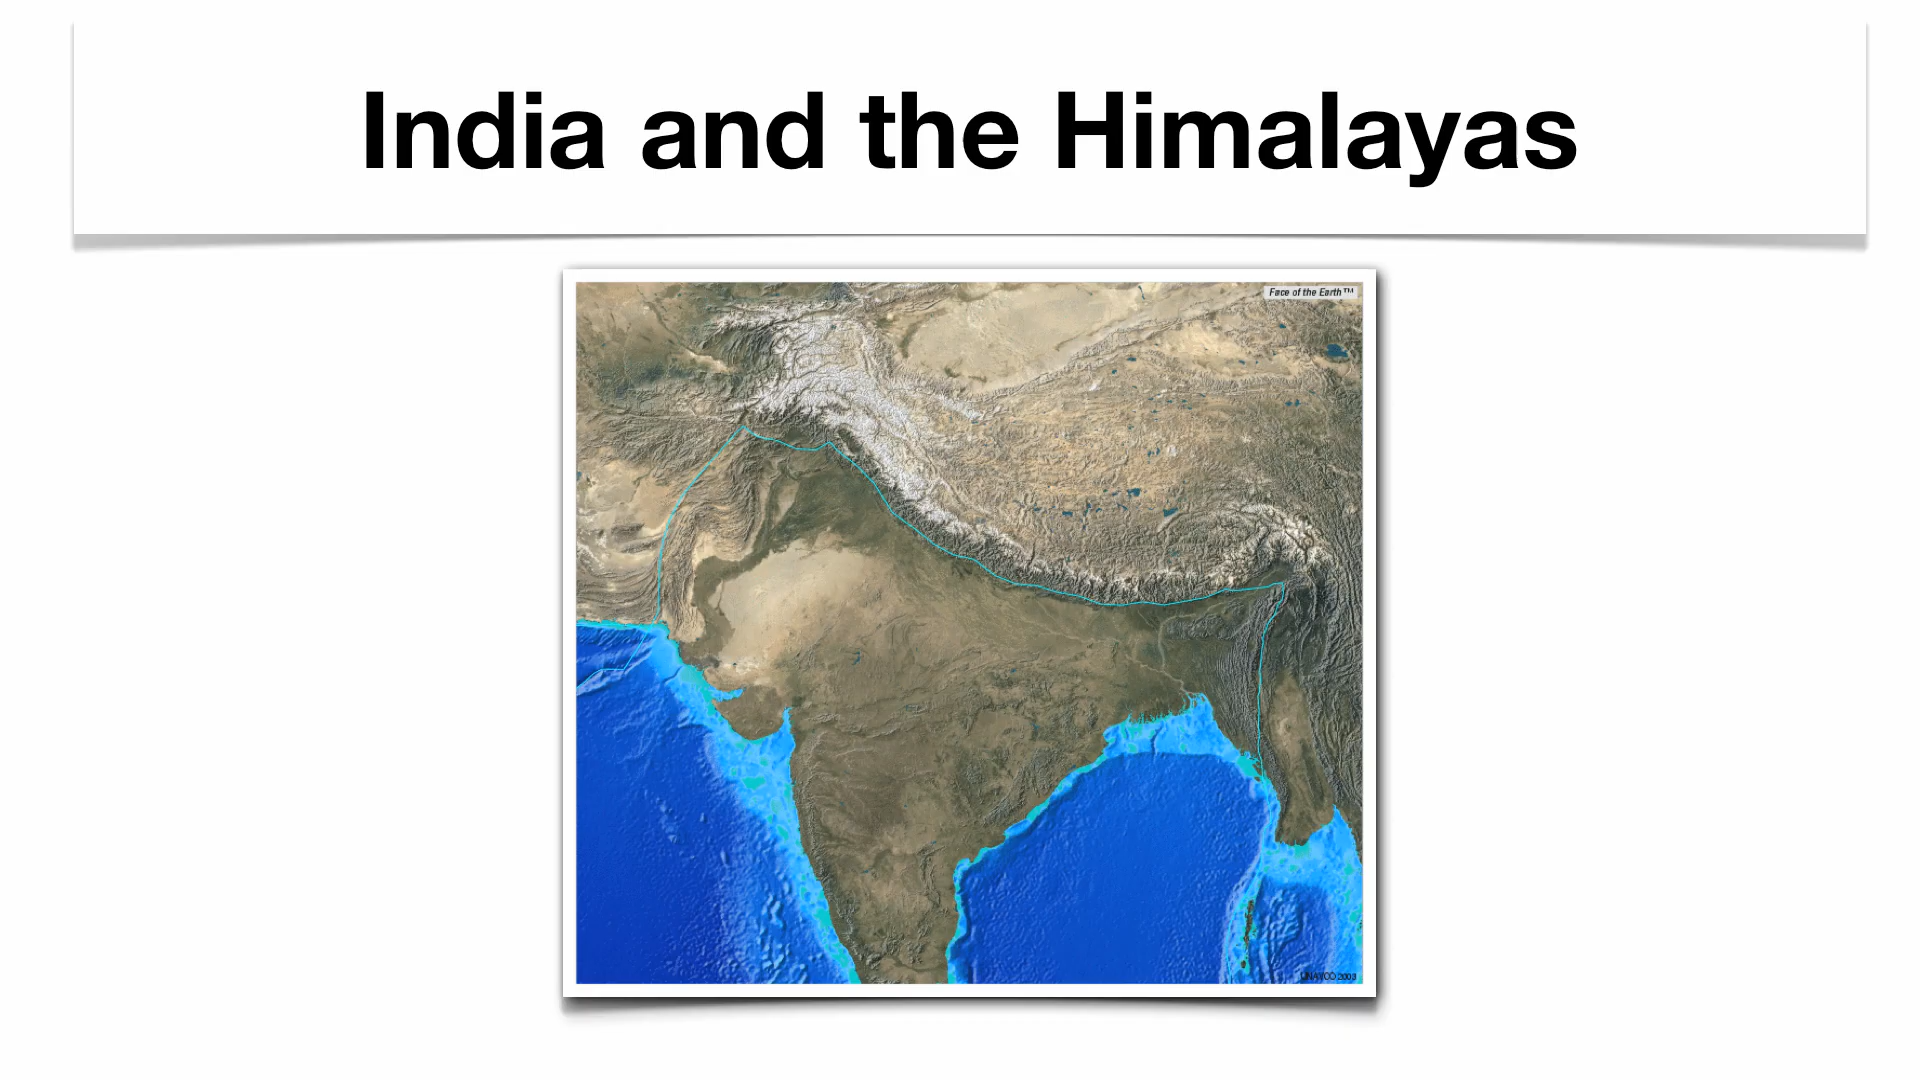 India and the Himalayas
Face of the Earth™
UNAVCO 2003